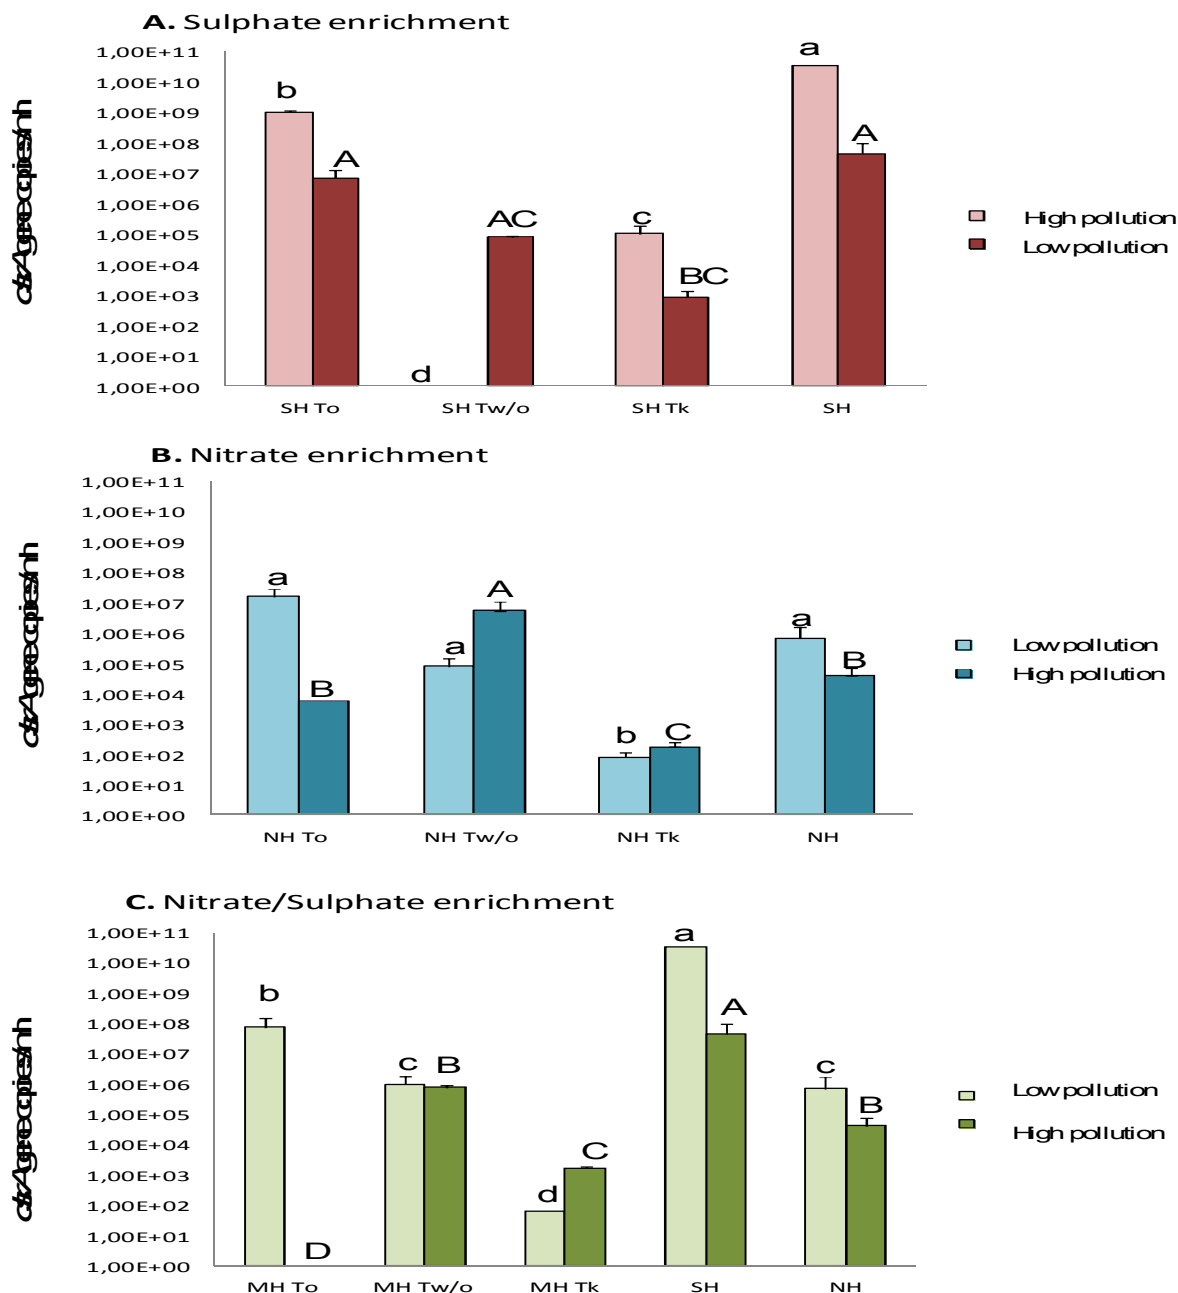 A. Sulphate enrichment
1,00E+11
1,00E+10
1,00E+09
1,00E+08
1,00E+07
1,00E+06
1,00E+05
1,00E+04
1,00E+03
1,00E+02
1,00E+01
1,00E+00
b
A
d
AC
c
BC
a
A
SH To
SH Tw/o
SH Tk
SH
High pollution
Low pollution
B. Nitrate enrichment
1,00E+11
1,00E+10
1,00E+09
1,00E+08
1,00E+07
1,00E+06
1,00E+05
1,00E+04
1,00E+03
1,00E+02
1,00E+01
1,00E+00
a
B
a
A
b
C
a
B
NH To
NH Tw/o
NH Tk
NH
Low pollution
High pollution
C. Nitrate/Sulphate enrichment
1,00E+11
1,00E+10
1,00E+09
1,00E+08
1,00E+07
1,00E+06
1,00E+05
1,00E+04
1,00E+03
1,00E+02
1,00E+01
1,00E+00
b
D
c
B
d
C
a
A
c
B
MH To
MH Tw/o
MH Tk
SH
NH
Low pollution
High pollution